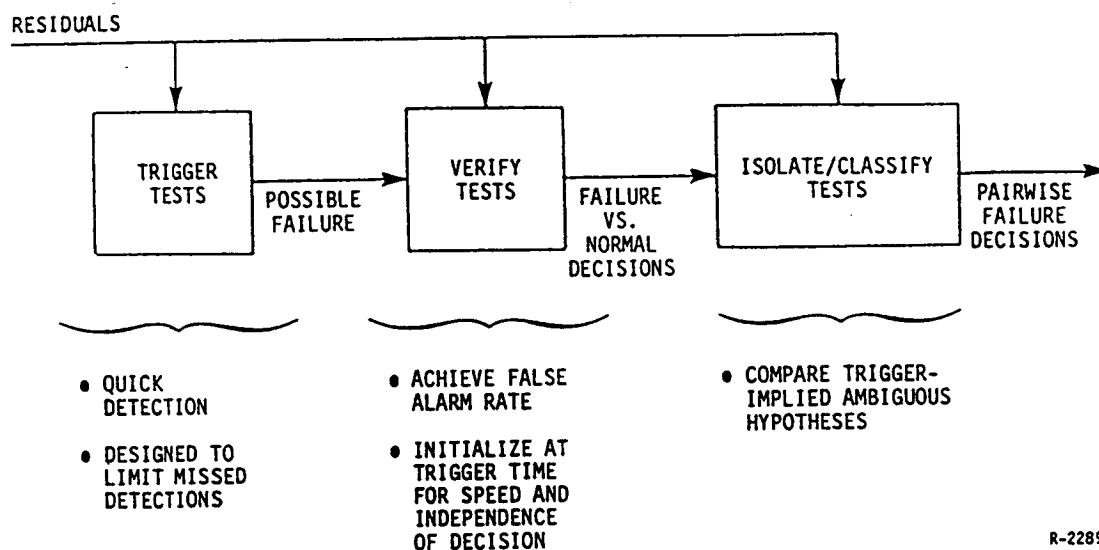 RESIDUALS
TRIGGER
TESTS
POSSIBLE
FAILURE
VERIFY
TESTS
FAILURE
VS.
NORMAL
DECISIONS
ISOLATE/CLASSIFY
TESTS
PAIRWISE
FAILURE
DECISIONS
• QUICK
DETECTION
• DESIGNED TO
LIMIT MISSED
DETECTIONS
• ACHIEVE FALSE
ALARM RATE
• INITIALIZE AT
TRIGGER TIME
FOR SPEED AND
INDEPENDENCE
OF DECISION
• COMPARE TRIGGER-
IMPLIED AMBIGUOUS
HYPOTHESES
R-2289